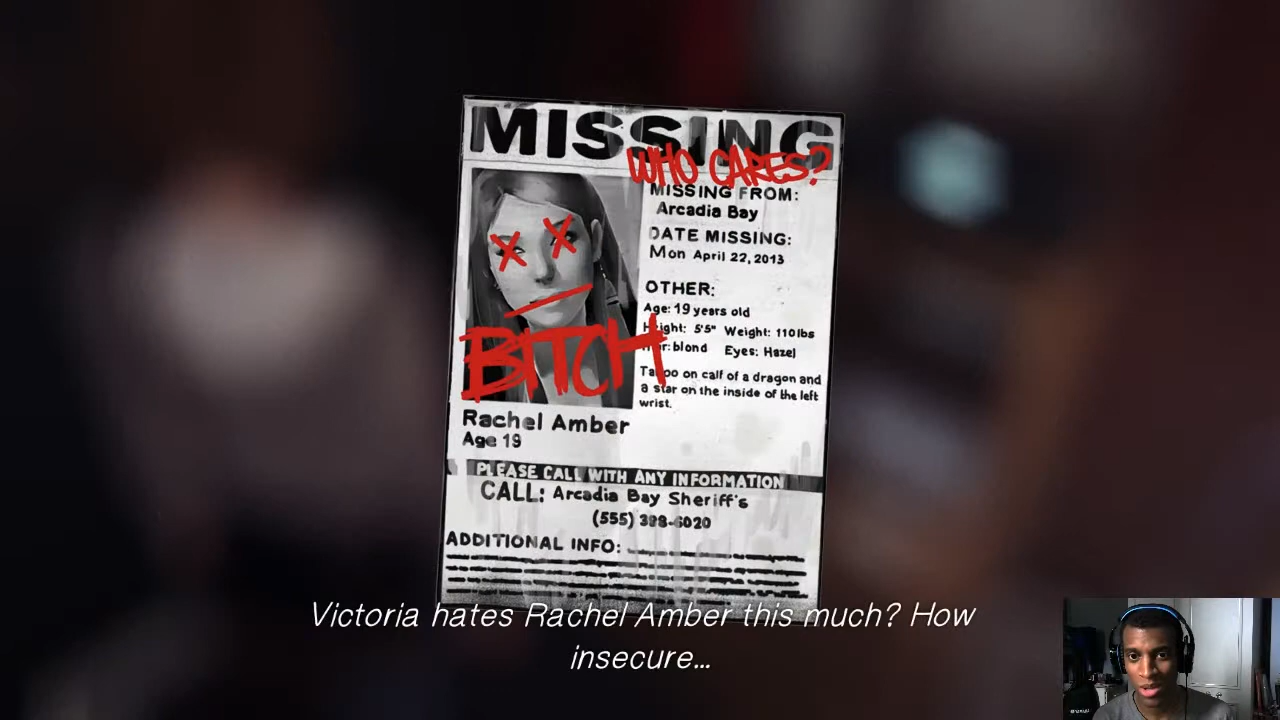 MISSING
WHO CARES?
MISSING FROM:
Arcadia Bay
DATE MISSING:
Mon April 22, 2013
OTHER:
Age: 19 years old
Height: 5'5" Weight: 110lbs
blond Eyes: Hazel
Tattoo on calf of a dragon and
a star on the inside of the left
wrist.
BITCH
Rachel Amber
Age 19
PLEASE CALL WITH ANY INFORMATION
CALL: Arcadia Bay Sheriff's
(555) 398-6020
ADDITIONAL INFO:
Victoria hates Rachel Amber this much? How
insecure...